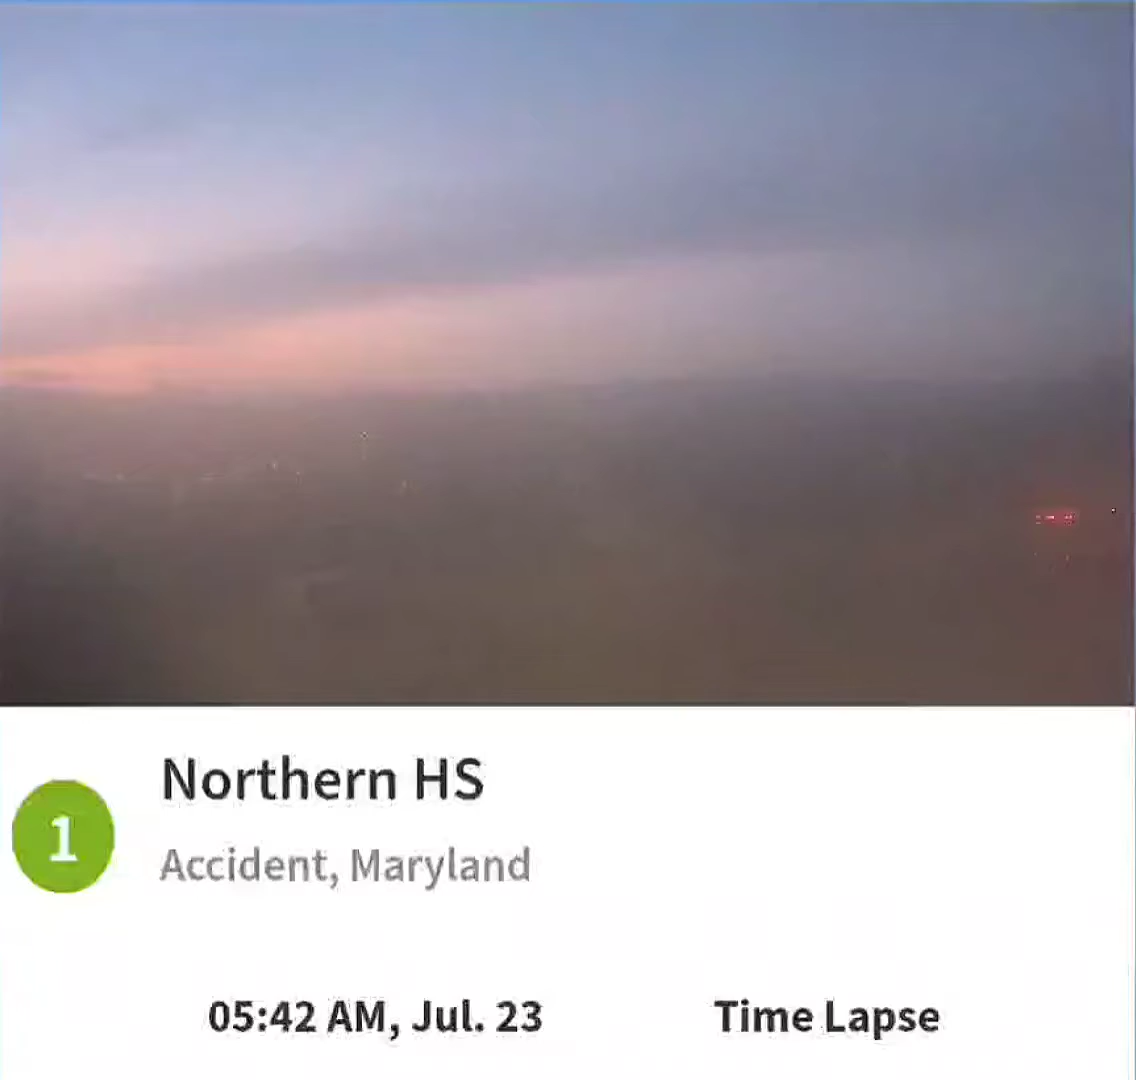 Northern HS
1
Accident, Maryland
05:42 AM, Jul. 23
Time Lapse